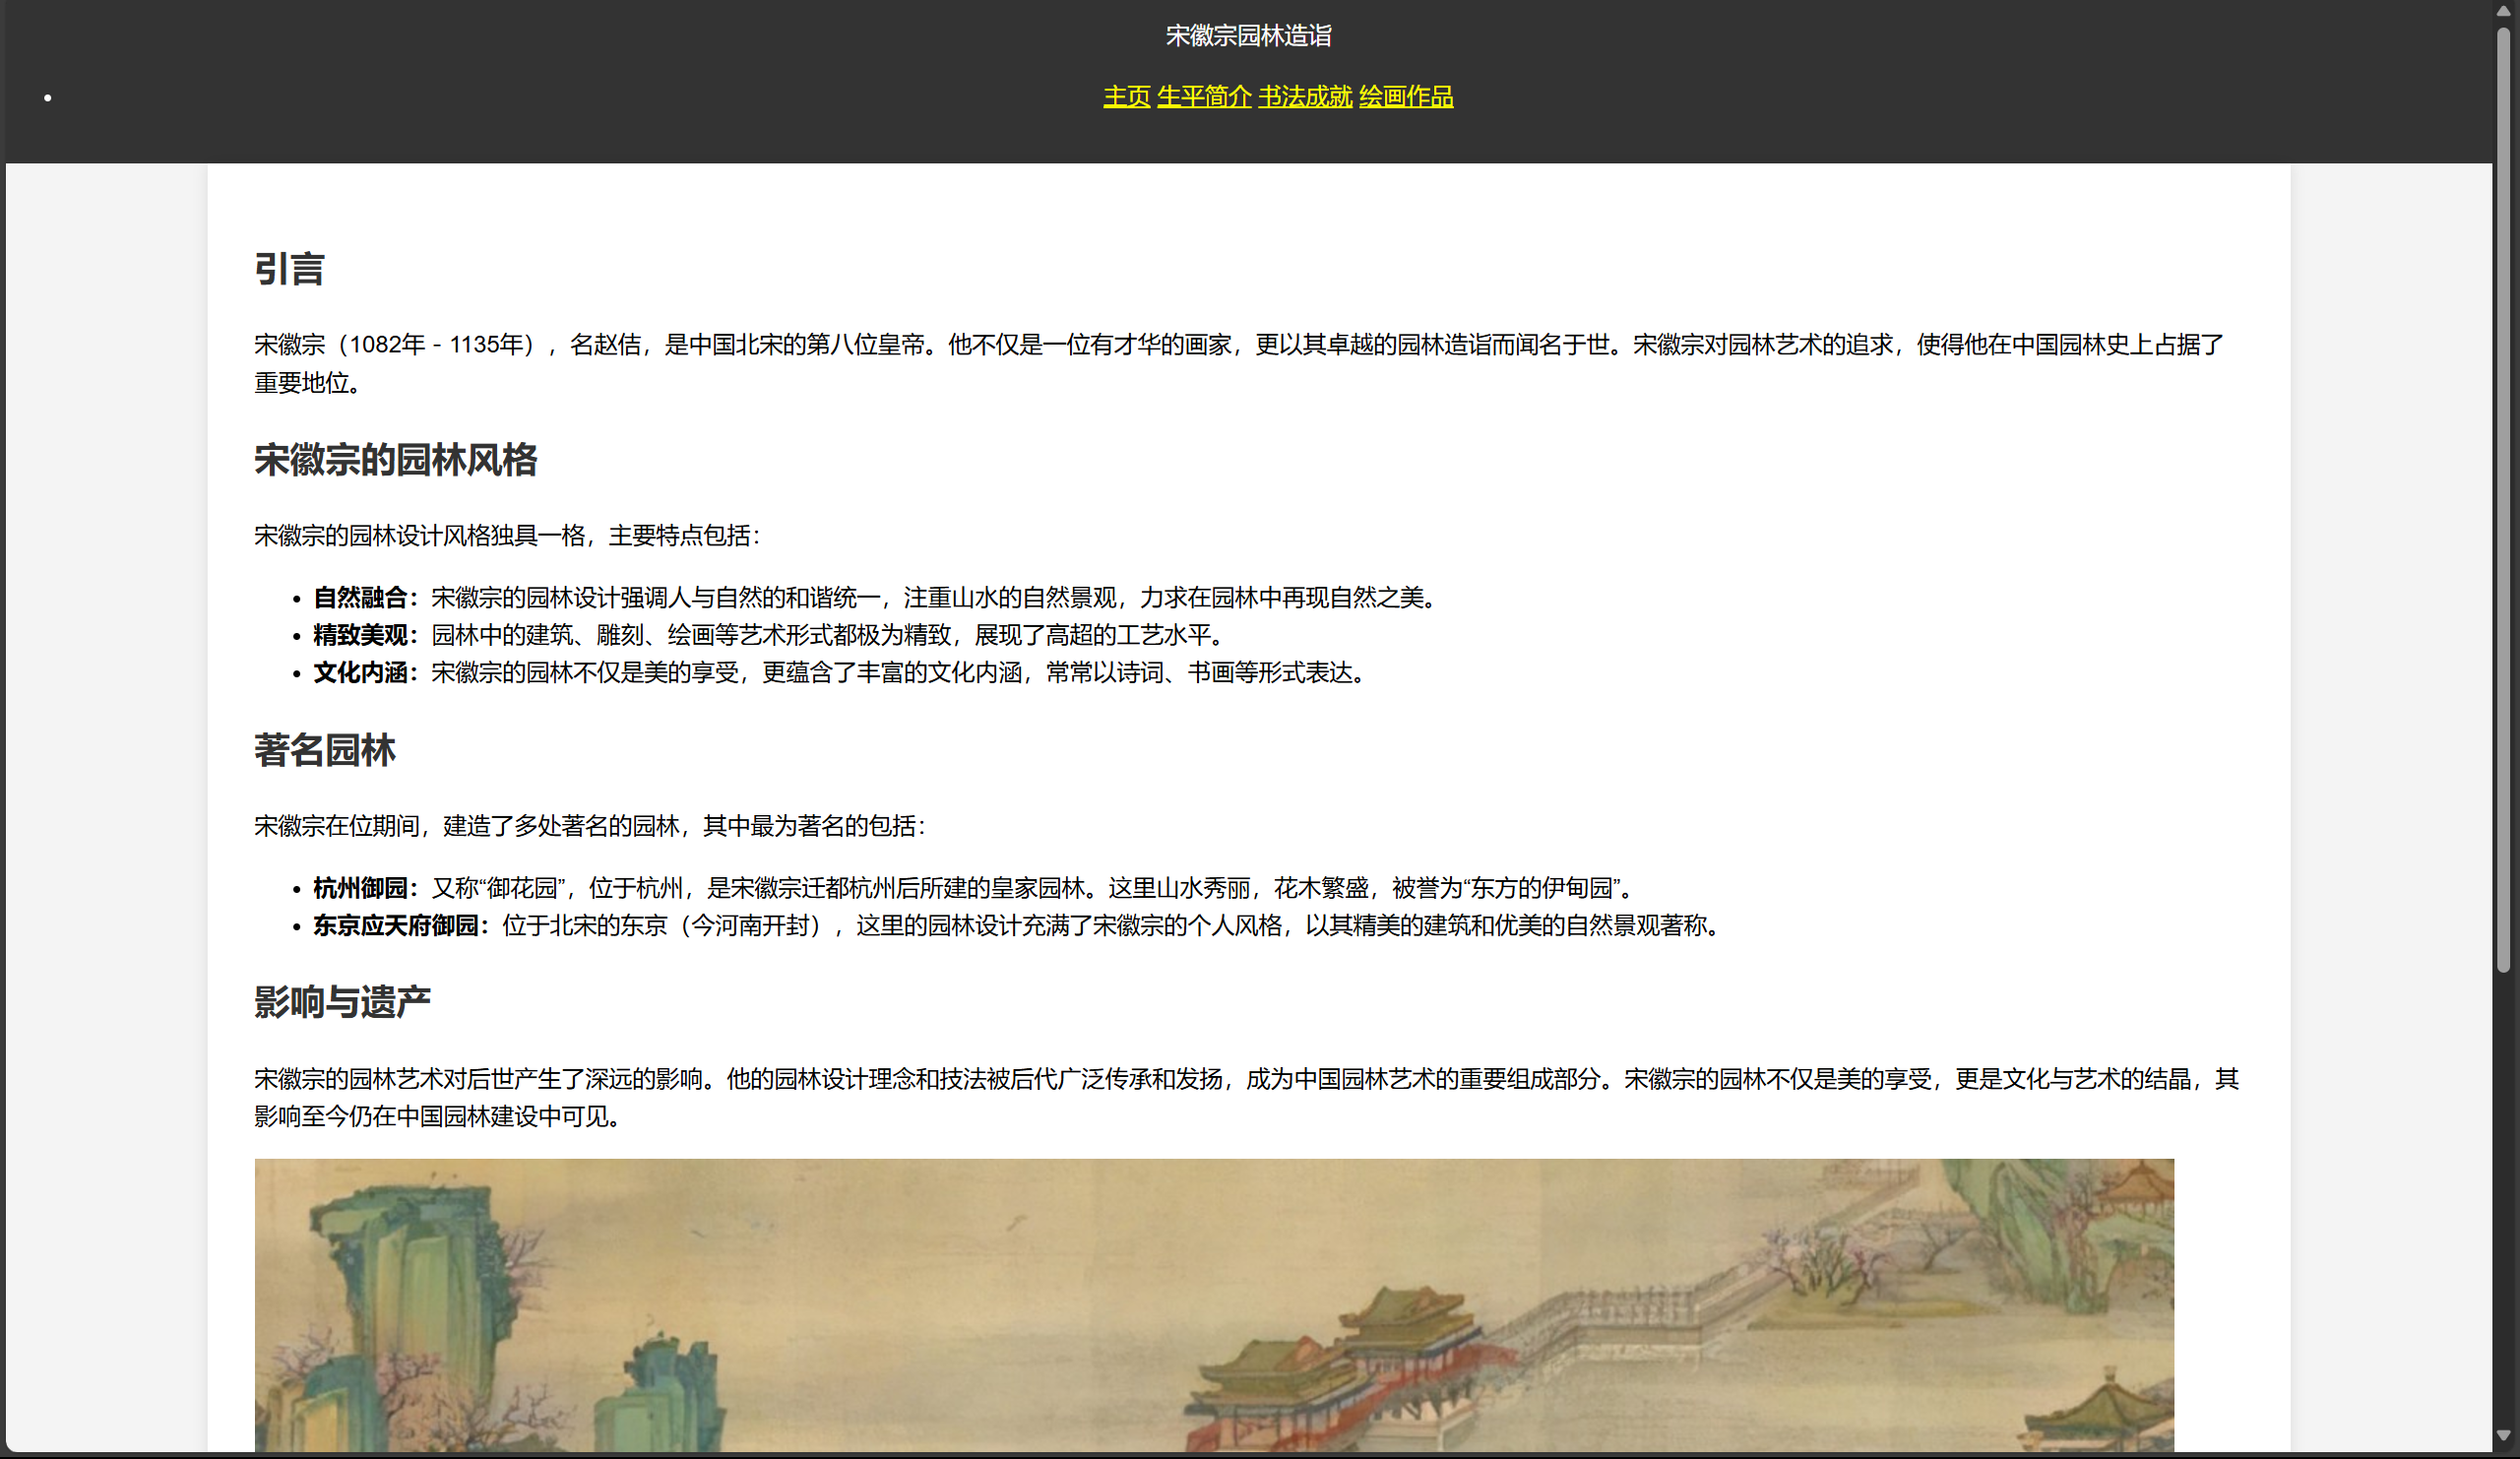 宋徽宗园林造诣
主页 生平简介 书法成就 绘画作品
引言
宋徽宗（1082年 - 1135年），名赵佶，是中国北宋的第八位皇帝。他不仅是一位有才华的画家，更以其卓越的园林造诣而闻名于世。宋徽宗对园林艺术的追求，使得他在中国园林史上占据了
重要地位。
宋徽宗的园林风格
宋徽宗的园林设计风格独具一格，主要特点包括：
自然融合：宋徽宗的园林设计强调人与自然的和谐统一，注重山水的自然景观，力求在园林中再现自然之美。
精致美观：园林中的建筑、雕刻、绘画等艺术形式都极为精致，展现了高超的工艺水平。
文化内涵：宋徽宗的园林不仅是美的享受，更蕴含了丰富的文化内涵，常常以诗词、书画等形式表达。
著名园林
宋徽宗在位期间，建造了多处著名的园林，其中最为著名的包括：
杭州御园：又称“御花园”，位于杭州，是宋徽宗迁都杭州后所建的皇家园林。这里山水秀丽，花木繁盛，被誉为“东方的伊甸园”。
东京应天府御园：位于北宋的东京（今河南开封），这里的园林设计充满了宋徽宗的个人风格，以其精美的建筑和优美的自然景观著称。
影响与遗产
宋徽宗的园林艺术对后世产生了深远的影响。他的园林设计理念和技法被后代广泛传承和发扬，成为中国园林艺术的重要组成部分。宋徽宗的园林不仅是美的享受，更是文化与艺术的结晶，其
影响至今仍在中国园林建设中可见。